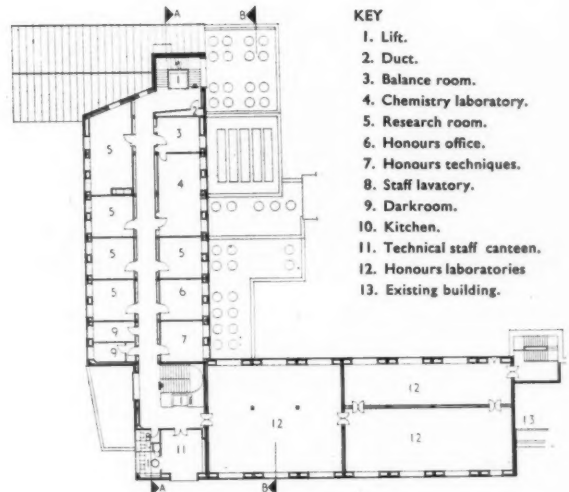 A
B
KEY
1. Lift.
2. Duct.
3. Balance room.
4. Chemistry laboratory.
5. Research room.
6. Honours office.
7. Honours techniques.
8. Staff lavatory.
9. Darkroom.
10. Kitchen.
11. Technical staff canteen.
12. Honours laboratories
13. Existing building.
1
2
3
5
4
5
5
5
5
6
9
7
9
12
12
12
13
8
11
A
B